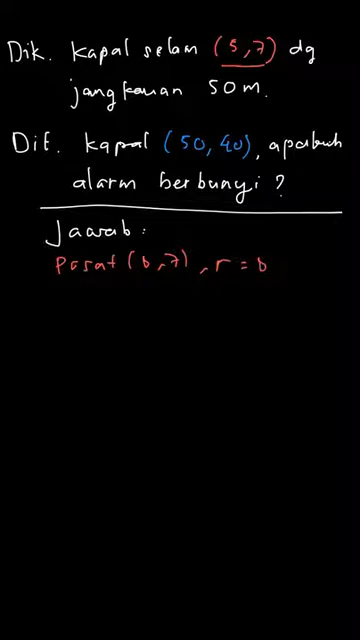 Dik. Kapal selam (5,7) dg
jangkauan 50m.
Dit. Kapal (50, 40), apakah
alarm berbunyi?
Jawab:
Pusat (5,7), r = 5